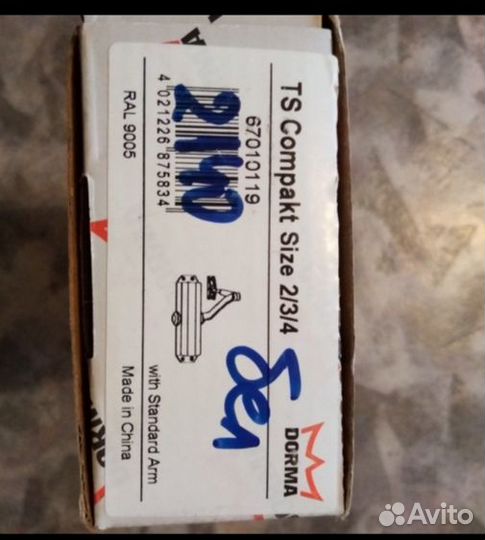 TS Compakt Size 2/3/4
67010119
4 021226 875834
RAL 9005
2140
бел
DORMA
with Standard Arm
Made in China
Avito